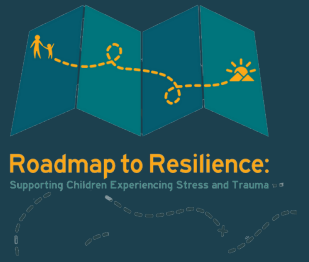 Roadmap to Resilience:
Supporting Children Experiencing Stress and Trauma